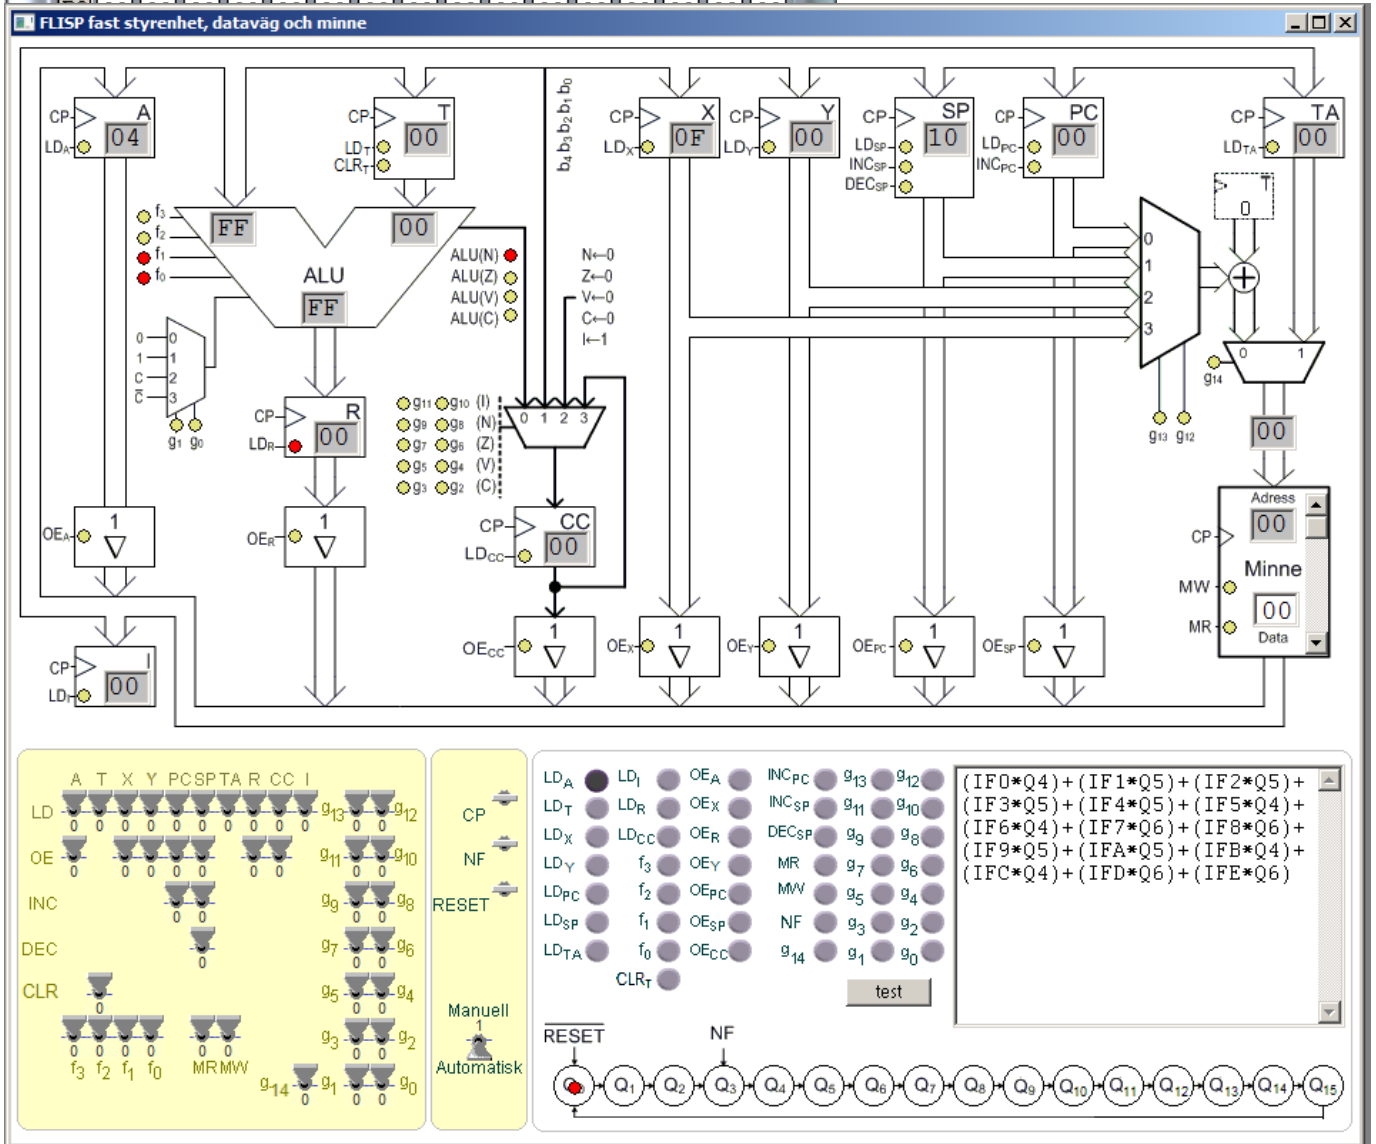 FLISP fast styrenhet, dataväg och minne
CP A 04 LDA
CP T 00 LDT CLRT
b4 b3 b2 b1 b0
CP X 0F LDX
CP Y 00 LDY
CP SP 10 LDSP INCSP DECSP
CP PC 00 LDPC INCPC
CP TA 00 LDTA
T 0
f3 f2 f1 f0
FF 00
ALU
FF
ALU(N) N←0
ALU(Z) Z←0
ALU(V) V←0
ALU(C) C←0
I←1
0 0
1 1
C 2
C̅ 3
g1 g0
0
1
2
3
+
0 1
g14
g13 g12
CP R 00 LDR
g11 g10 (I)
g9 g8 (N)
g7 g6 (Z)
g5 g4 (V)
g3 g2 (C)
0 1 2 3
00
OEA 1
OER 1
CP CC 00 LDCC
Adress
00
CP
Minne
MW
00
MR
Data
OECC 1
OEX 1
OEY 1
OEPC 1
OESP 1
CP I 00 LDI
A T X Y PC SP TA R CC I
LD g13 g12
0 0 0 0 0 0 0 0 0 0 0 0
OE g11 g10
0 0 0 0 0 0 0 0 0 0
INC g9 g8
0 0 0 0
DEC g7 g6
0 0 0
CLR g5 g4
0 0 0
g3 g2
0 0 0 0 0 0 0 0
f3 f2 f1 f0 MR MW
g14 g1 g0
0 0 0
CP
NF
RESET
Manuell
1
Automatisk
LDA LDI OEA INCPC g13 g12
LDT LDR OEX INCSP g11 g10
LDX LDCC OER DECSP g9 g8
LDY f3 OEY MR g7 g6
LDPC f2 OEPC MW g5 g4
LDSP f1 OESP NF g3 g2
LDTA f0 OECC g14 g1 g0
CLRT
test
(IF0*Q4)+(IF1*Q5)+(IF2*Q5)+
(IF3*Q5)+(IF4*Q5)+(IF5*Q4)+
(IF6*Q4)+(IF7*Q6)+(IF8*Q6)+
(IF9*Q5)+(IFA*Q5)+(IFB*Q4)+
(IFC*Q4)+(IFD*Q6)+(IFE*Q6)
RESET NF
Q1 Q2 Q3 Q4 Q5 Q6 Q7 Q8 Q9 Q10 Q11 Q12 Q13 Q14 Q15